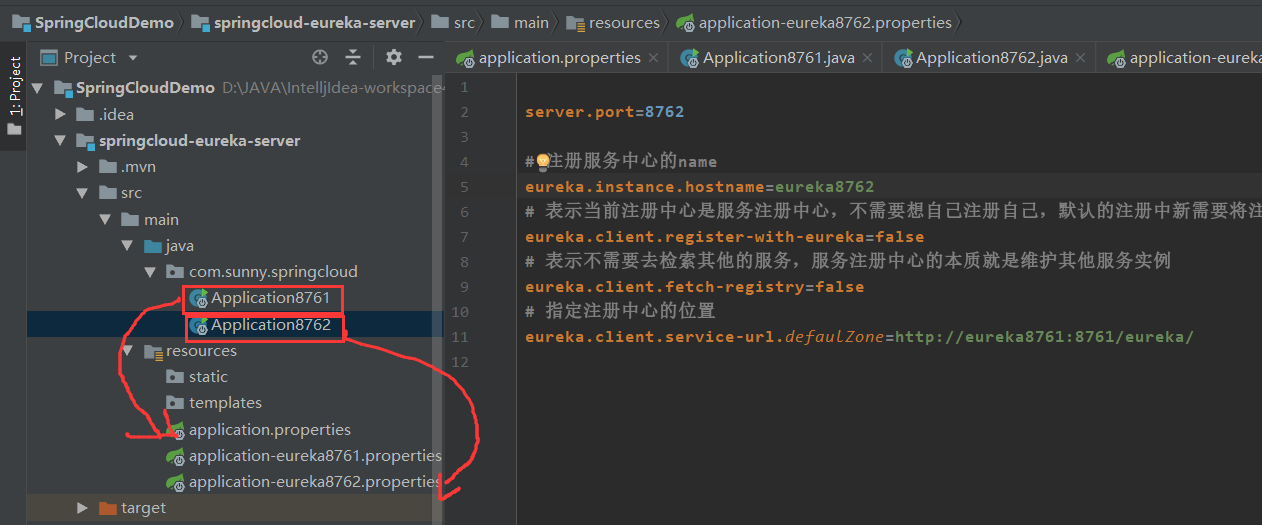 SpringCloudDemo springcloud-eureka-server src main resources application-eureka8762.properties
1: Project
Project
application.properties Application8761.java Application8762.java application-eureka
SpringCloudDemo D:\JAVA\IntelljIdea-workspace
.idea
springcloud-eureka-server
.mvn
src
main
java
com.sunny.springcloud
Application8761
Application8762
resources
static
templates
application.properties
application-eureka8761.properties
application-eureka8762.properties
target
1
2 server.port=8762
3
4 # 注册服务中心的name
5 eureka.instance.hostname=eureka8762
6 # 表示当前注册中心是服务注册中心，不需要想自己注册自己，默认的注册中新需要将注
7 eureka.client.register-with-eureka=false
8 # 表示不需要去检索其他的服务，服务注册中心的本质就是维护其他服务实例
9 eureka.client.fetch-registry=false
10 # 指定注册中心的位置
11 eureka.client.service-url.defaulZone=http://eureka8761:8761/eureka/
12